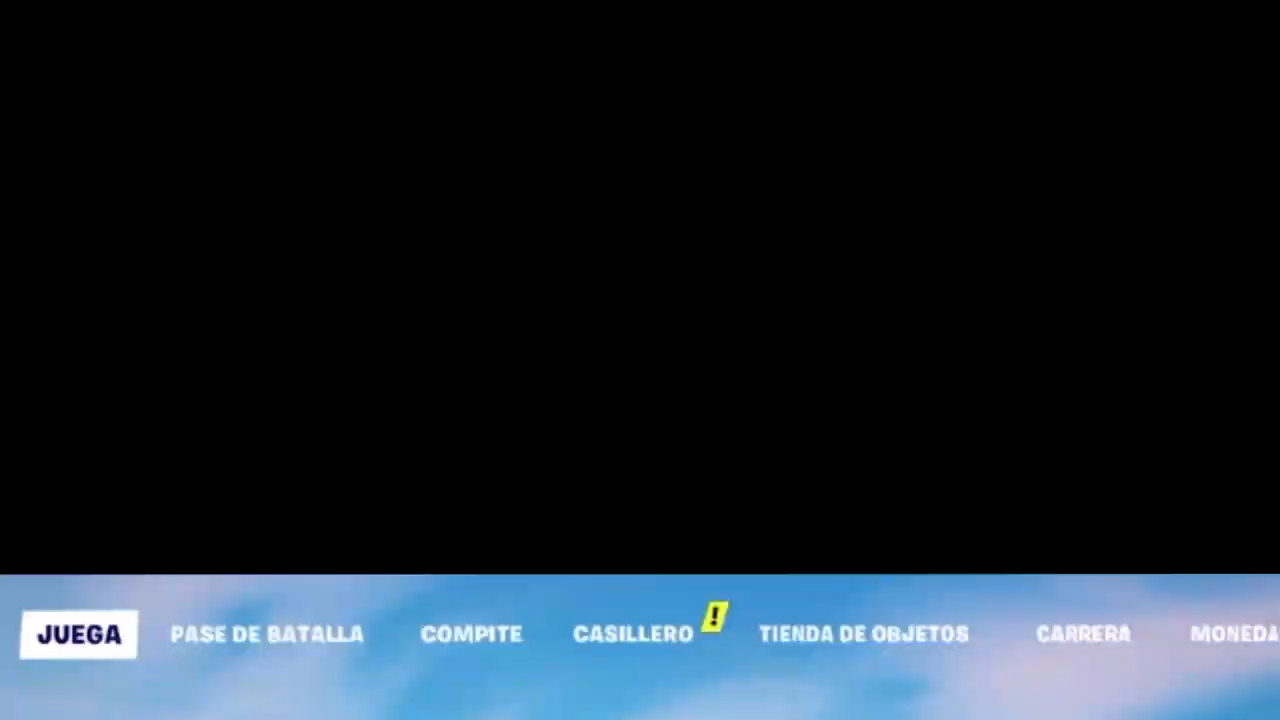 JUEGA PASE DE BATALLA COMPITE CASILLERO ! TIENDA DE OBJETOS CARRERA MONEDA